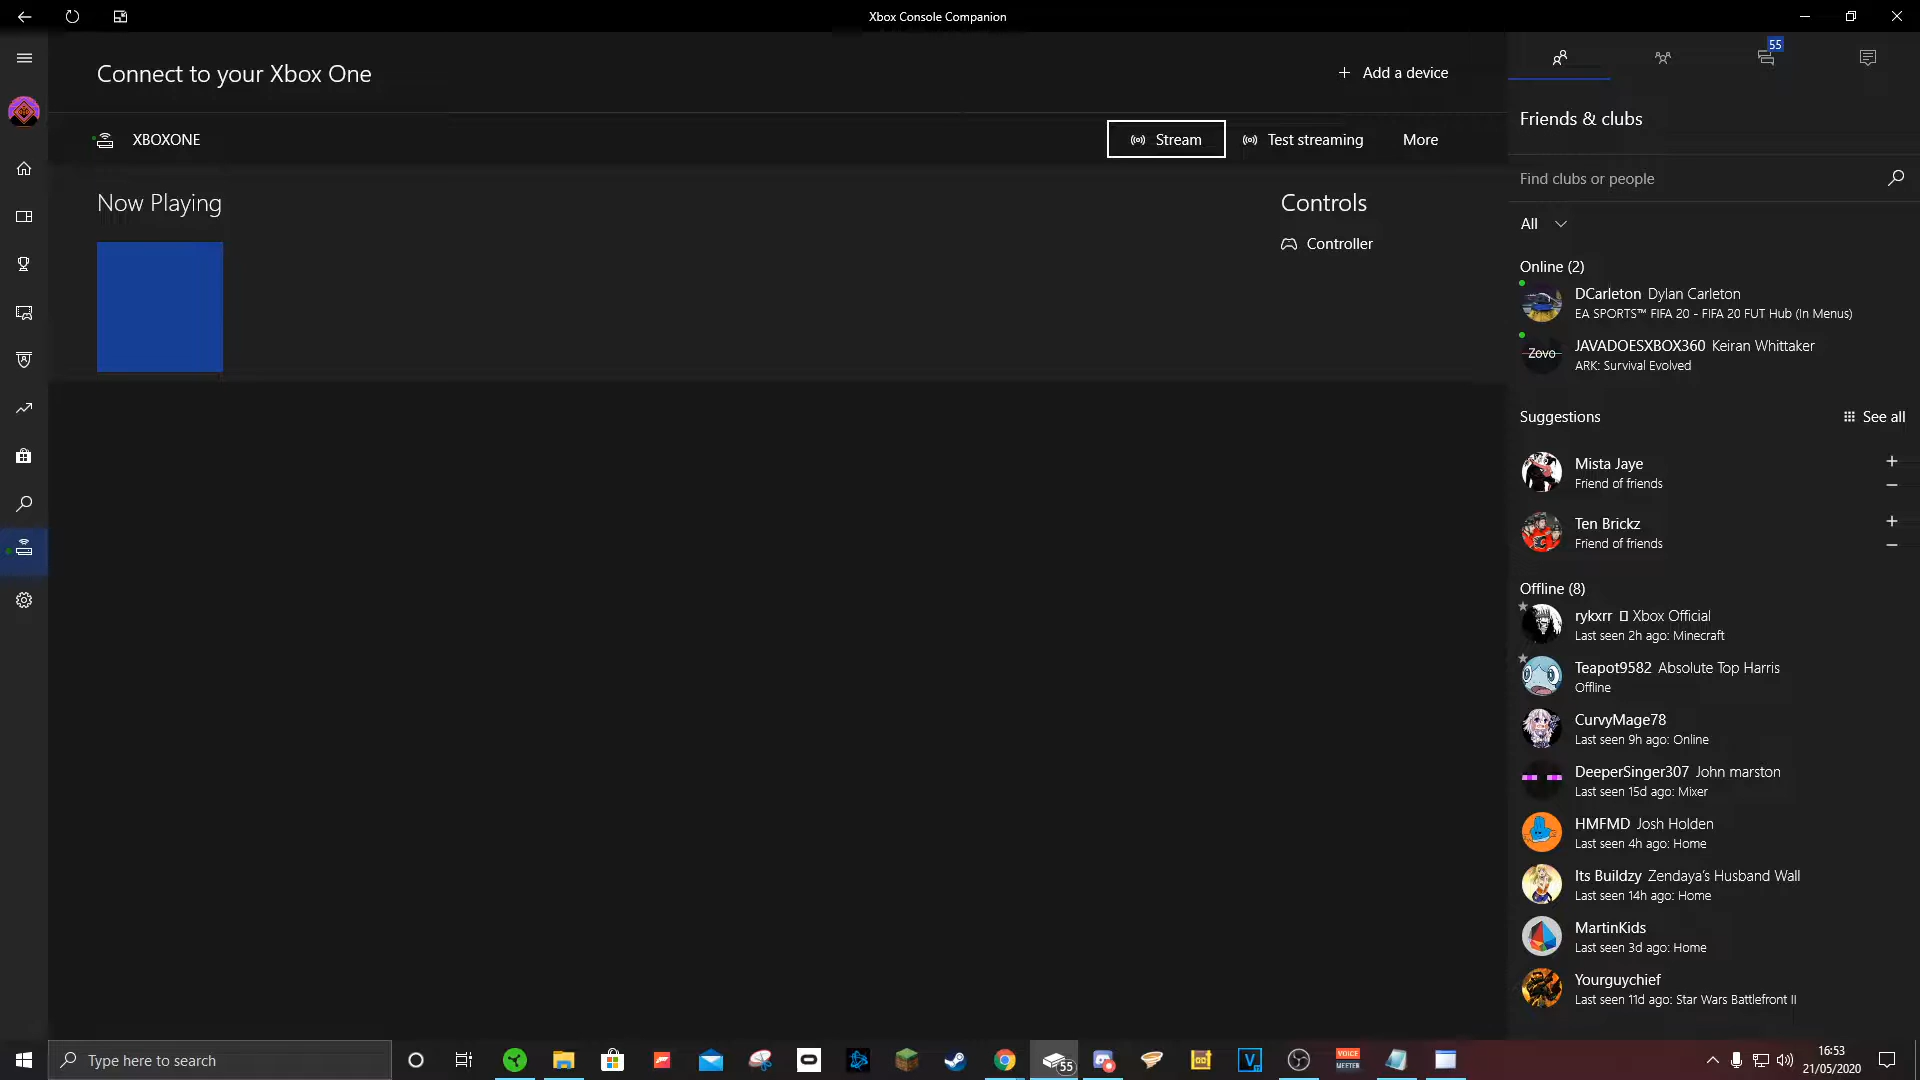 Xbox Console Companion
Connect to your Xbox One
Add a device
XBOXONE
Stream
Test streaming
More
Now Playing
Controls
Controller
55
Friends & clubs
Find clubs or people
All
Online (2)
DCarleton Dylan Carleton
EA SPORTS™ FIFA 20 - FIFA 20 FUT Hub (In Menus)
Zovo
JAVADOESXBOX360 Keiran Whittaker
ARK: Survival Evolved
Suggestions
See all
Mista Jaye
Friend of friends
Ten Brickz
Friend of friends
Offline (8)
rykxrr ▯ Xbox Official
Last seen 2h ago: Minecraft
Teapot9582 Absolute Top Harris
Offline
CurvyMage78
Last seen 9h ago: Online
DeeperSinger307 John marston
Last seen 15d ago: Mixer
HMFMD Josh Holden
Last seen 4h ago: Home
Its Buildzy Zendaya's Husband Wall
Last seen 14h ago: Home
MartinKids
Last seen 3d ago: Home
Yourguychief
Last seen 11d ago: Star Wars Battlefront II
Type here to search
55
V
VOICE
MEETER
16:53
21/05/2020